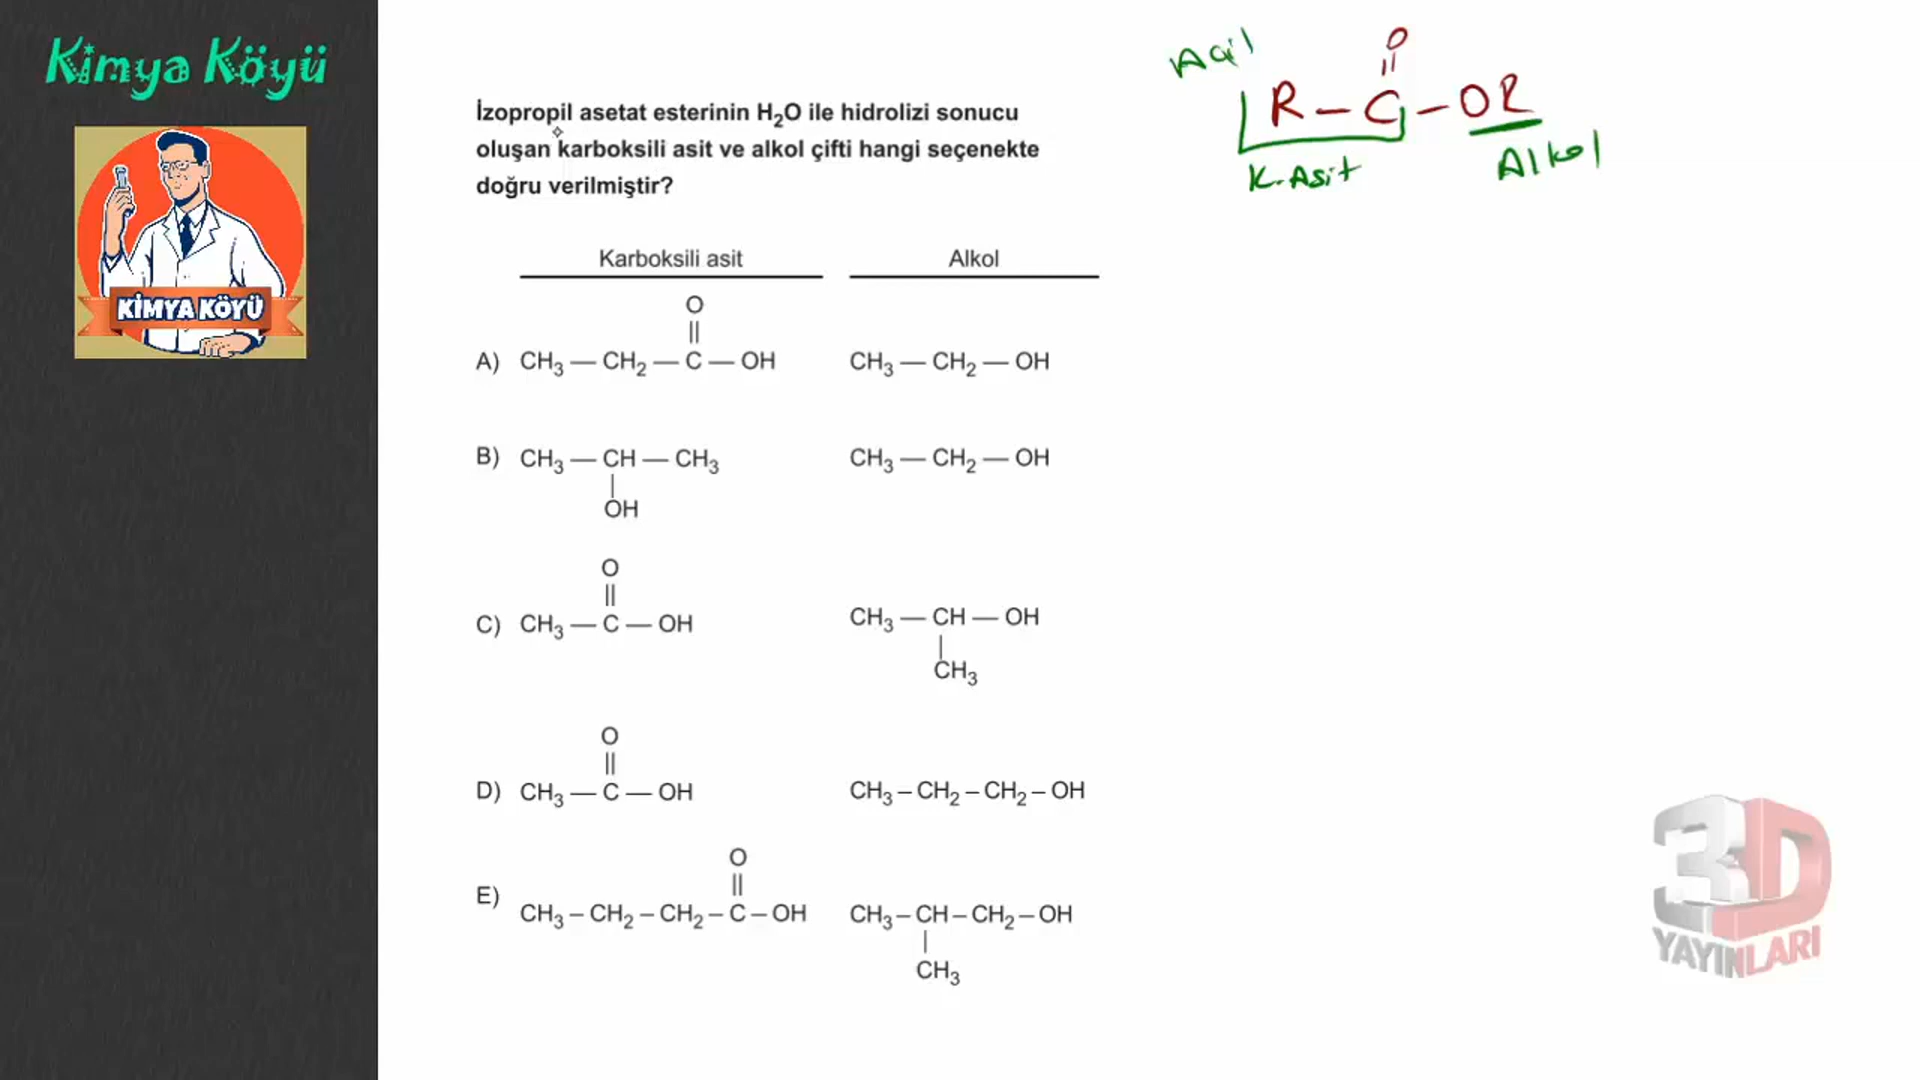 Kimya Köyü
KİMYA KÖYÜ
İzopropil asetat esterinin H₂O ile hidrolizi sonucu
oluşan karboksili asit ve alkol çifti hangi seçenekte
doğru verilmiştir?
Açil
O
||
R — C — OR
K. Asit
Alkol
Karboksili asit Alkol
O
||
A) CH₃ — CH₂ — C — OH CH₃ — CH₂ — OH
B) CH₃ — CH — CH₃ CH₃ — CH₂ — OH
|
OH
O
||
C) CH₃ — C — OH CH₃ — CH — OH
|
CH₃
O
||
D) CH₃ — C — OH CH₃ – CH₂ – CH₂ – OH
O
||
E) CH₃ – CH₂ – CH₂ – C – OH CH₃ – CH – CH₂ – OH
|
CH₃
3D
YAYINLARI